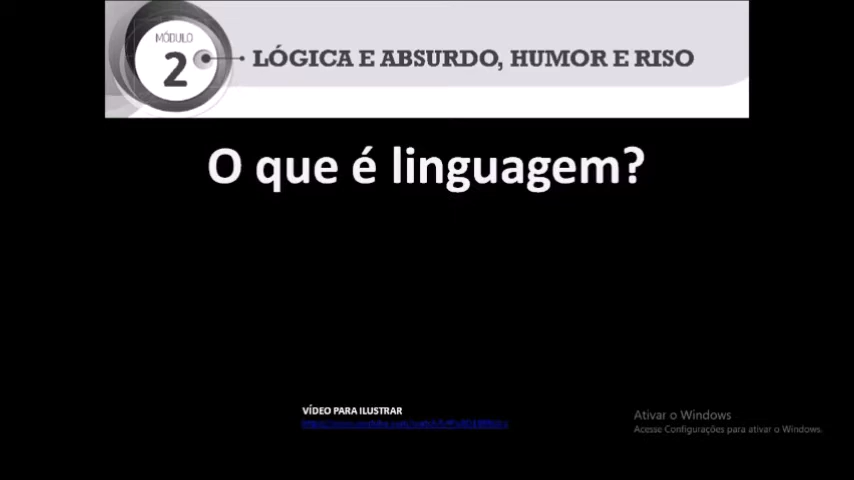 MÓDULO
2
LÓGICA E ABSURDO, HUMOR E RISO
O que é linguagem?
VÍDEO PARA ILUSTRAR
Ativar o Windows
Acesse Configurações para ativar o Windows.